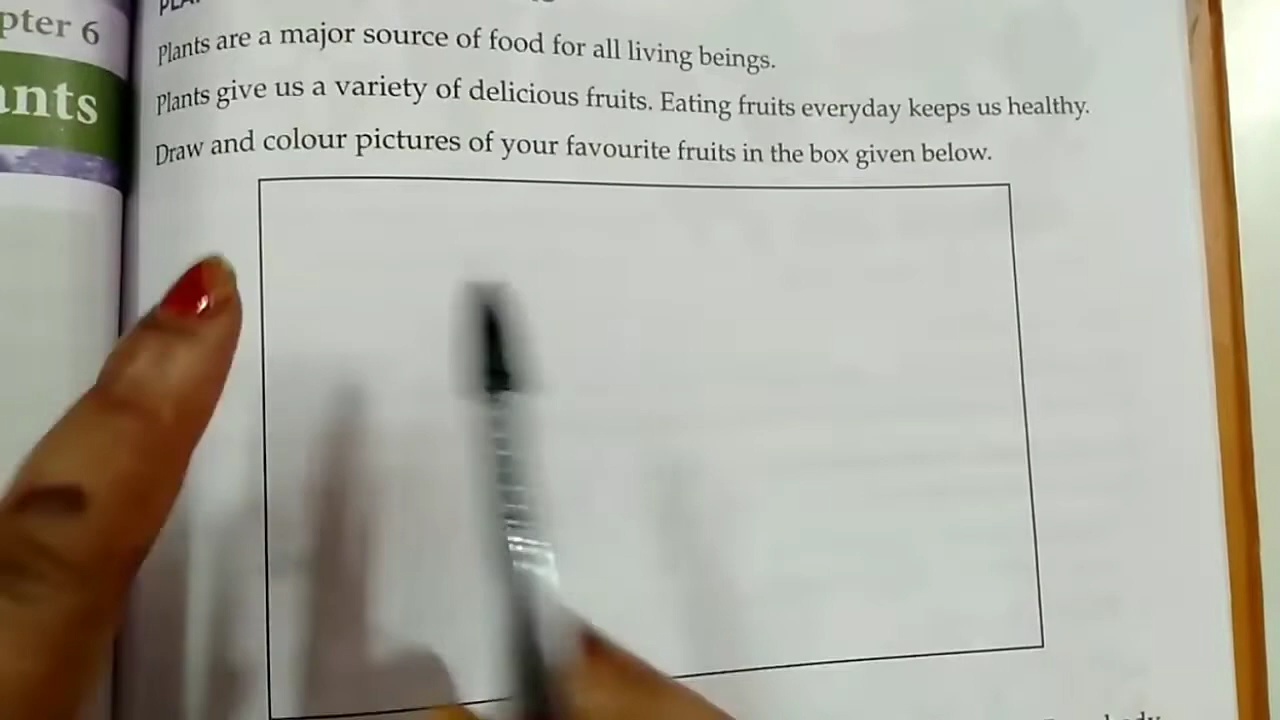 pter 6
ants
Plants are a major source of food for all living beings.
Plants give us a variety of delicious fruits. Eating fruits everyday keeps us healthy.
Draw and colour pictures of your favourite fruits in the box given below.